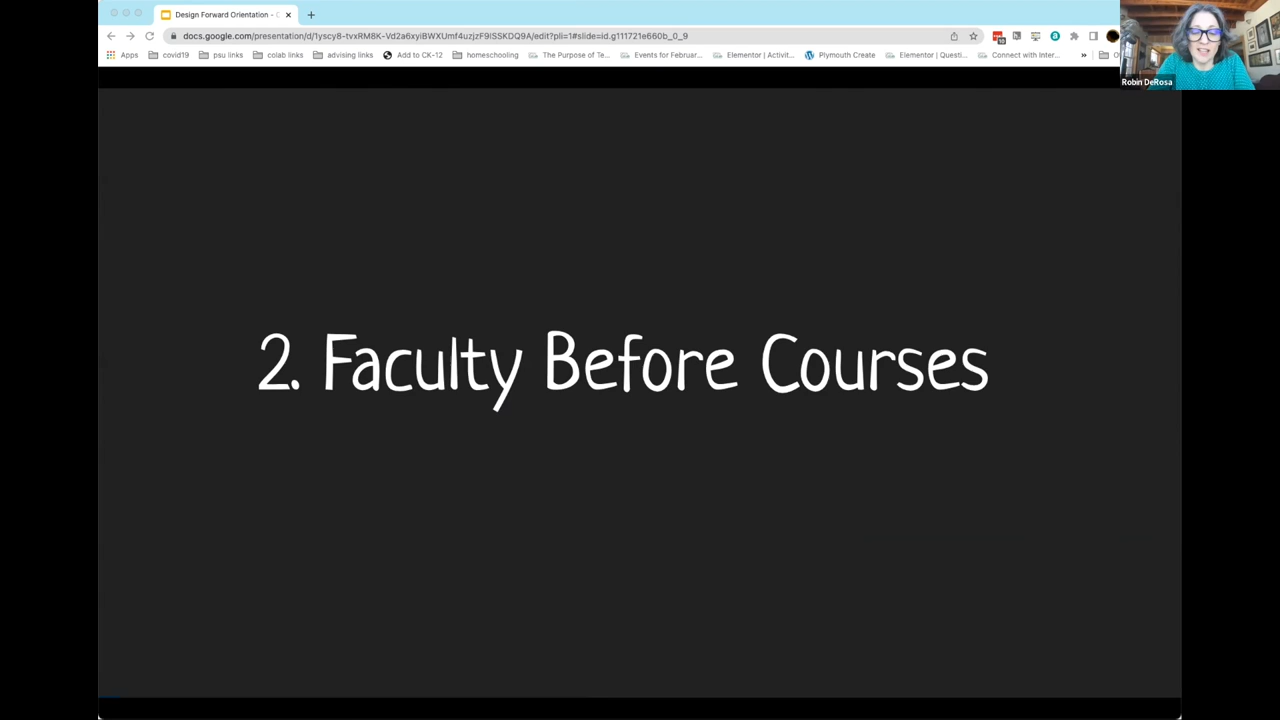 Design Forward Orientation - C
docs.google.com/presentation/d/1yscy8-tvxRM8K-Vd2a6xyiBWXUmf4uzjzF9lSSKDQ9A/edit?pli=1#slide=id.g111721e660b_0_9
Apps covid19 psu links colab links advising links Add to CK-12 homeschooling The Purpose of Te... Events for Februar... Elementor | Activit... Plymouth Create Elementor | Questi... Connect with Inter... »
Robin DeRosa
2. Faculty Before Courses